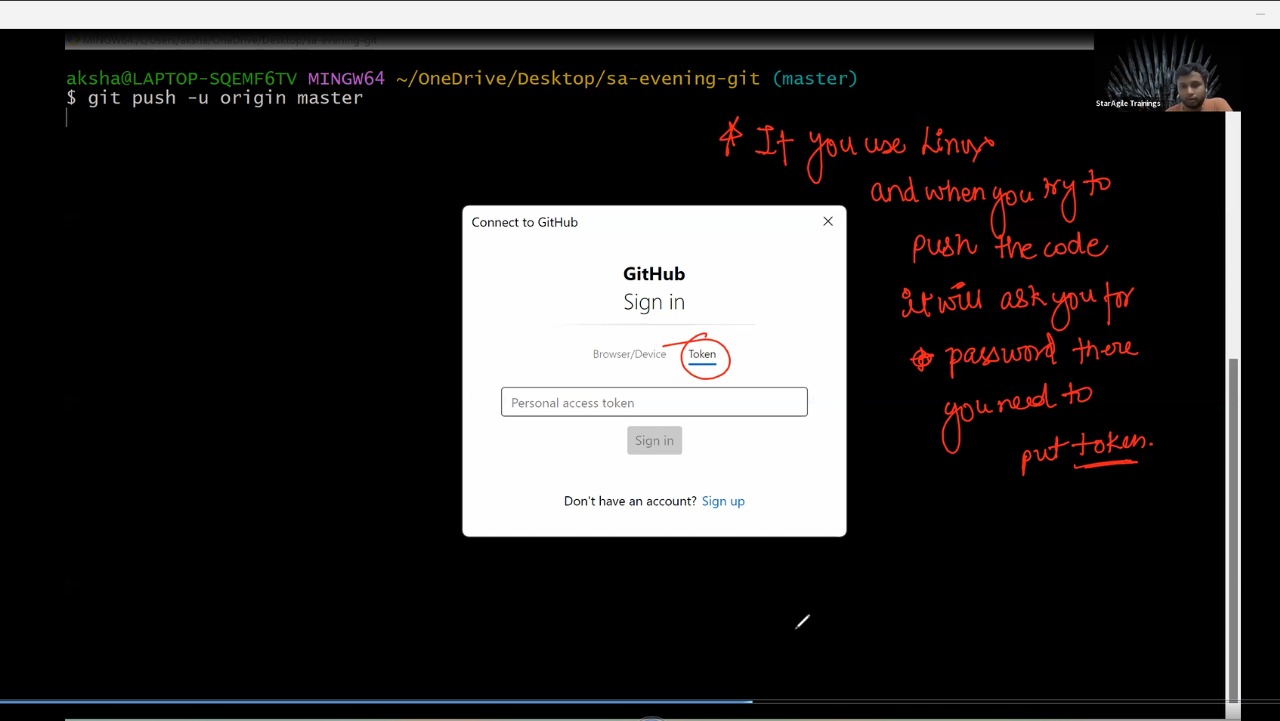 aksha@LAPTOP-SQEMF6TV MINGW64 ~/OneDrive/Desktop/sa-evening-git (master)
$ git push -u origin master
StarAgile Trainings
* If you use Linux
and when you try to
push the code
it will ask you for
password there
you need to
put token.
Connect to GitHub
GitHub
Sign in
Browser/Device Token
Personal access token
Sign in
Don't have an account? Sign up